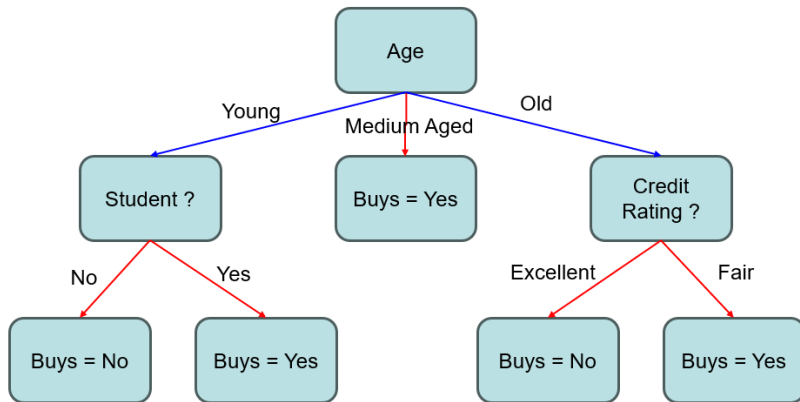 Age
Young
Medium Aged
Old
Student ?
Buys = Yes
Credit
Rating ?
No
Yes
Excellent
Fair
Buys = No
Buys = Yes
Buys = No
Buys = Yes